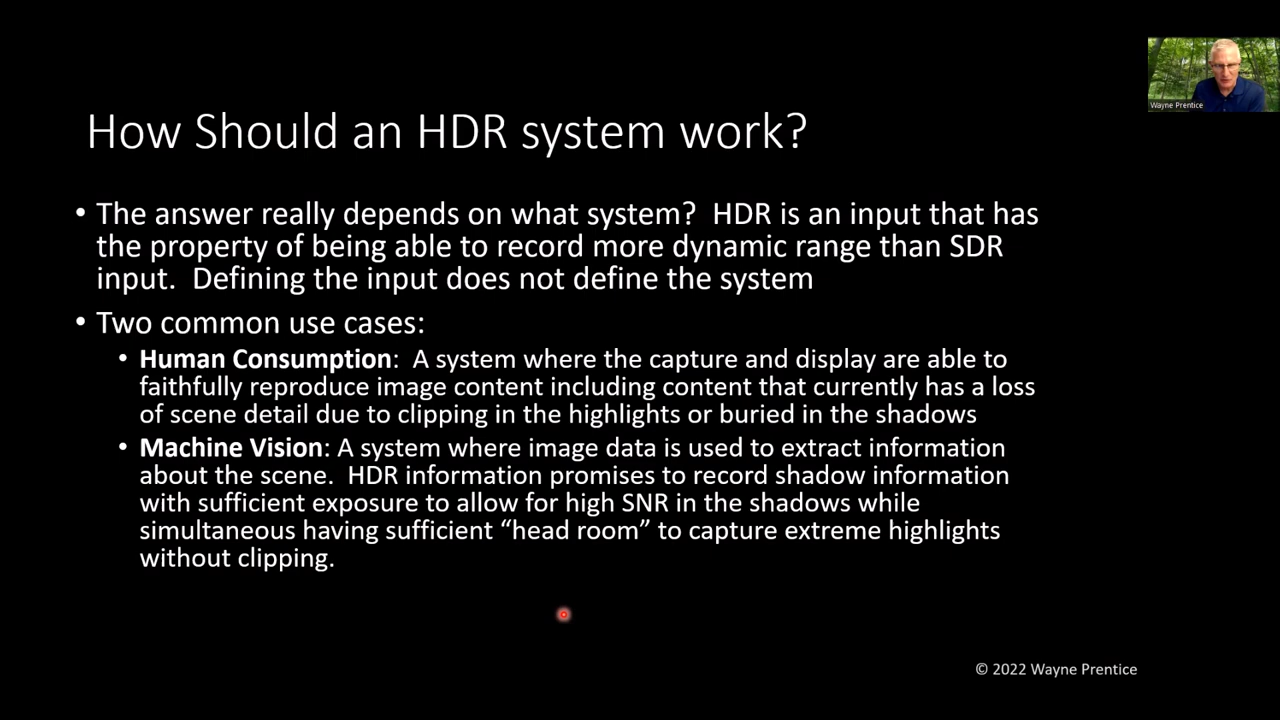 Wayne Prentice
How Should an HDR system work?
• The answer really depends on what system? HDR is an input that has
the property of being able to record more dynamic range than SDR
input. Defining the input does not define the system
• Two common use cases:
• Human Consumption: A system where the capture and display are able to
faithfully reproduce image content including content that currently has a loss
of scene detail due to clipping in the highlights or buried in the shadows
• Machine Vision: A system where image data is used to extract information
about the scene. HDR information promises to record shadow information
with sufficient exposure to allow for high SNR in the shadows while
simultaneous having sufficient “head room” to capture extreme highlights
without clipping.
© 2022 Wayne Prentice